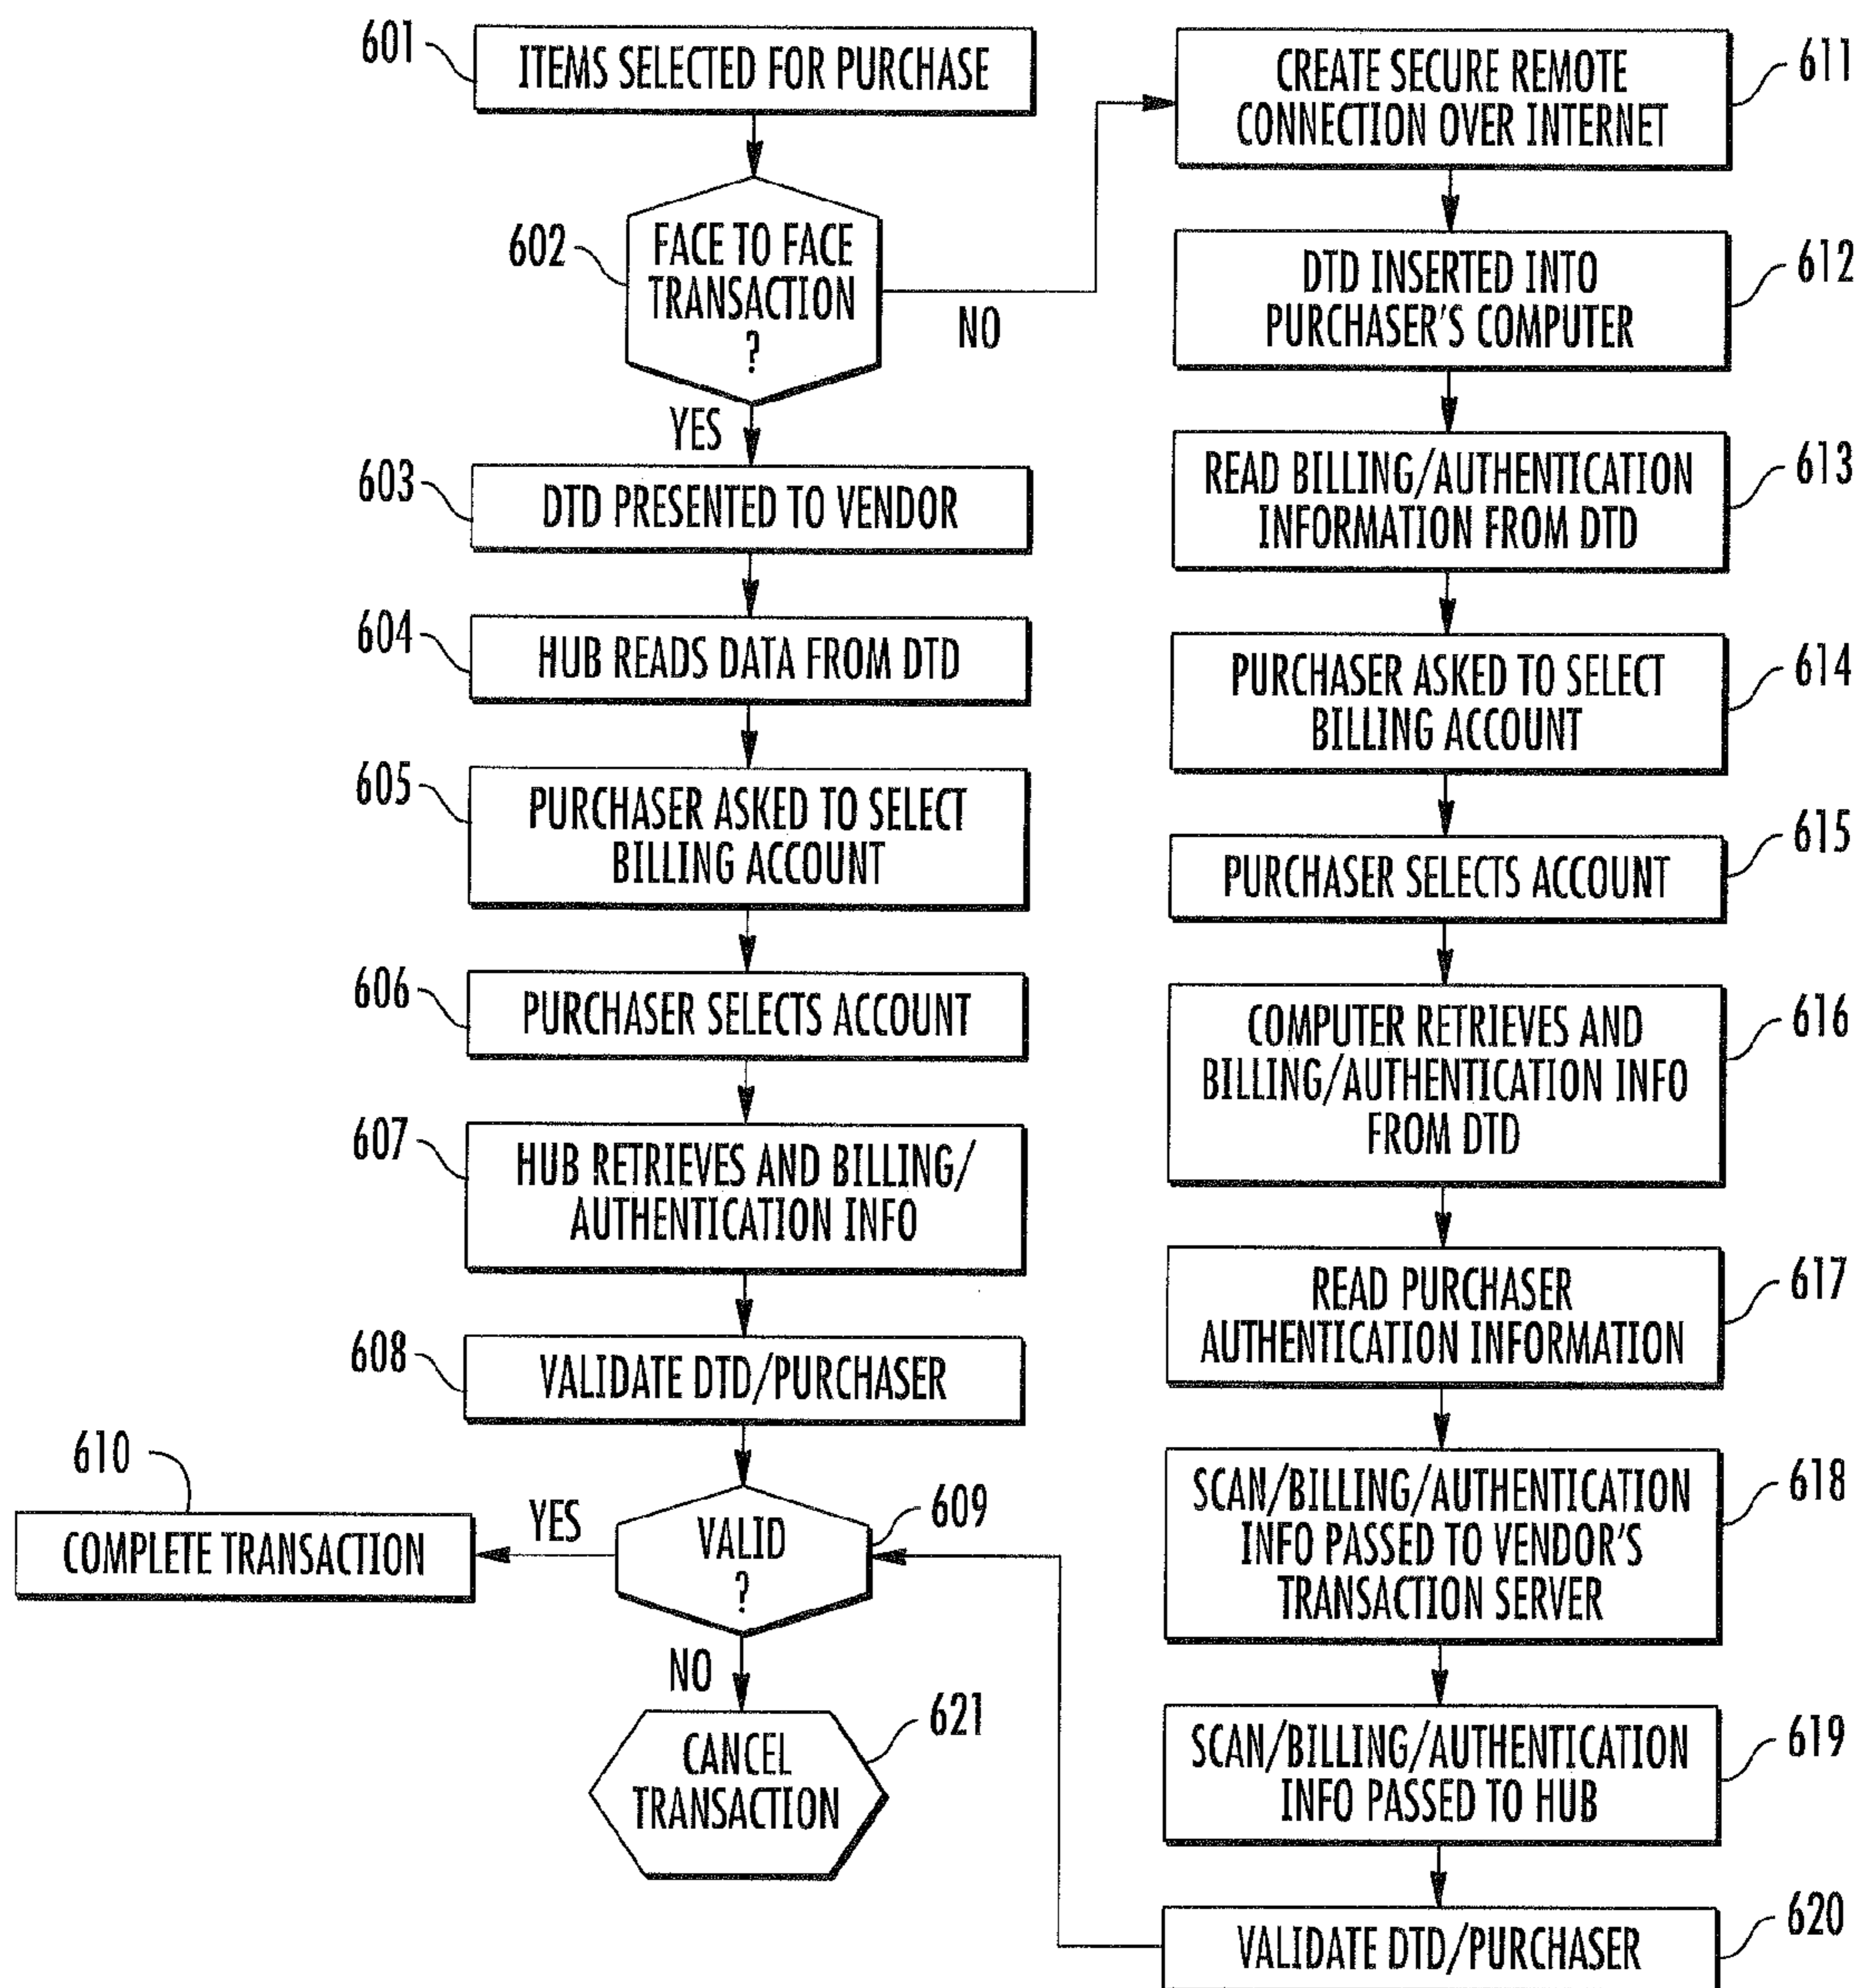 601
ITEMS SELECTED FOR PURCHASE
602
FACE TO FACE
TRANSACTION
?
NO
YES
603
DTD PRESENTED TO VENDOR
604
HUB READS DATA FROM DTD
605
PURCHASER ASKED TO SELECT
BILLING ACCOUNT
606
PURCHASER SELECTS ACCOUNT
607
HUB RETRIEVES AND BILLING/
AUTHENTICATION INFO
608
VALIDATE DTD/PURCHASER
609
VALID
?
YES
610
COMPLETE TRANSACTION
NO
621
CANCEL
TRANSACTION
CREATE SECURE REMOTE
CONNECTION OVER INTERNET
611
DTD INSERTED INTO
PURCHASER'S COMPUTER
612
READ BILLING/AUTHENTICATION
INFORMATION FROM DTD
613
PURCHASER ASKED TO SELECT
BILLING ACCOUNT
614
PURCHASER SELECTS ACCOUNT
615
COMPUTER RETRIEVES AND
BILLING/AUTHENTICATION INFO
FROM DTD
616
READ PURCHASER
AUTHENTICATION INFORMATION
617
SCAN/BILLING/AUTHENTICATION
INFO PASSED TO VENDOR'S
TRANSACTION SERVER
618
SCAN/BILLING/AUTHENTICATION
INFO PASSED TO HUB
619
VALIDATE DTD/PURCHASER
620